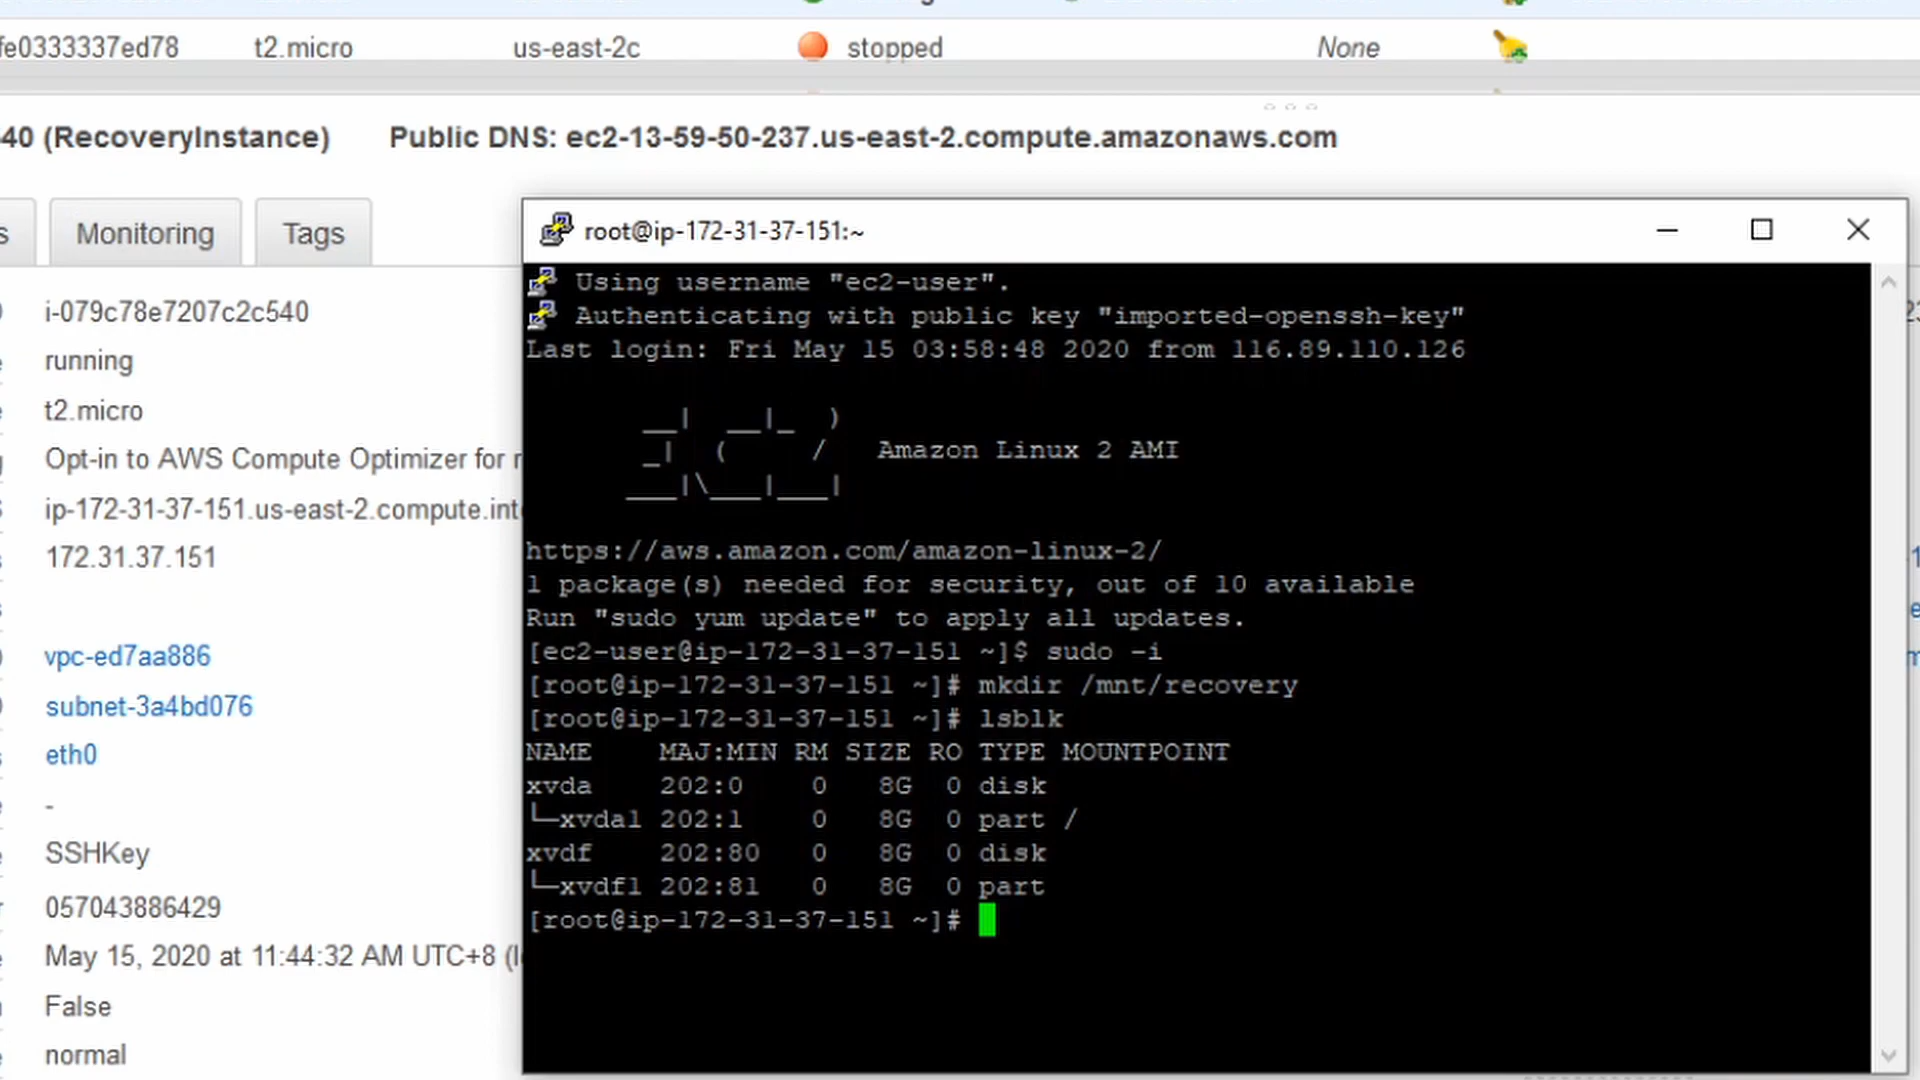 fe0333337ed78 t2.micro us-east-2c stopped None
40 (RecoveryInstance) Public DNS: ec2-13-59-50-237.us-east-2.compute.amazonaws.com
s Monitoring Tags
i-079c78e7207c2c540
running
t2.micro
Opt-in to AWS Compute Optimizer for r
ip-172-31-37-151.us-east-2.compute.inte
172.31.37.151
vpc-ed7aa886
subnet-3a4bd076
eth0
-
SSHKey
057043886429
May 15, 2020 at 11:44:32 AM UTC+8 (l
False
normal
root@ip-172-31-37-151:~
Using username "ec2-user".
Authenticating with public key "imported-openssh-key"
Last login: Fri May 15 03:58:48 2020 from 116.89.110.126
__| __|_ )
_| ( / Amazon Linux 2 AMI
___|\___|___|
https://aws.amazon.com/amazon-linux-2/
1 package(s) needed for security, out of 10 available
Run "sudo yum update" to apply all updates.
[ec2-user@ip-172-31-37-151 ~]$ sudo -i
[root@ip-172-31-37-151 ~]# mkdir /mnt/recovery
[root@ip-172-31-37-151 ~]# lsblk
NAME MAJ:MIN RM SIZE RO TYPE MOUNTPOINT
xvda 202:0 0 8G 0 disk
└─xvda1 202:1 0 8G 0 part /
xvdf 202:80 0 8G 0 disk
└─xvdf1 202:81 0 8G 0 part
[root@ip-172-31-37-151 ~]#